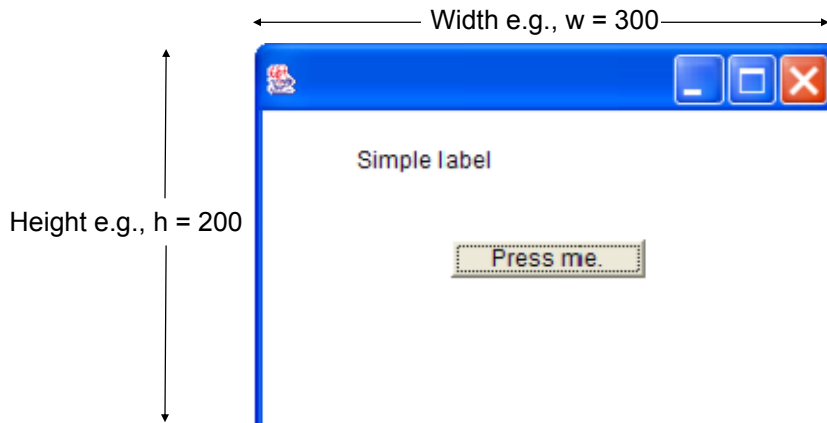 Width e.g., w = 300
Simple label
Height e.g., h = 200
Press me.